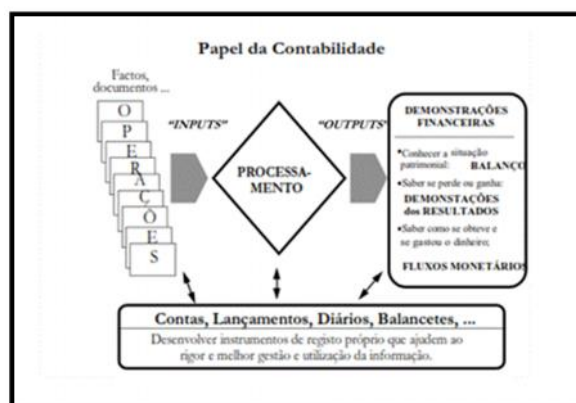 Papel da Contabilidade
Factos,
documentos ...
O
P
E
R
A
Ç
Õ
E
S
“INPUTS”
PROCESSA-
MENTO
“OUTPUTS”
DEMONSTRAÇÕES
FINANCEIRAS
•Conhecer a situação
patrimonial: BALANÇO
•Saber se perde ou ganha:
DEMONSTAÇÕES
dos RESULTADOS
•Saber como se obteve e
se gastou o dinheiro;
FLUXOS MONETÁRIOS
Contas, Lançamentos, Diários, Balancetes, ...
Desenvolver instrumentos de registo próprio que ajudem ao
rigor e melhor gestão e utilização da informação.